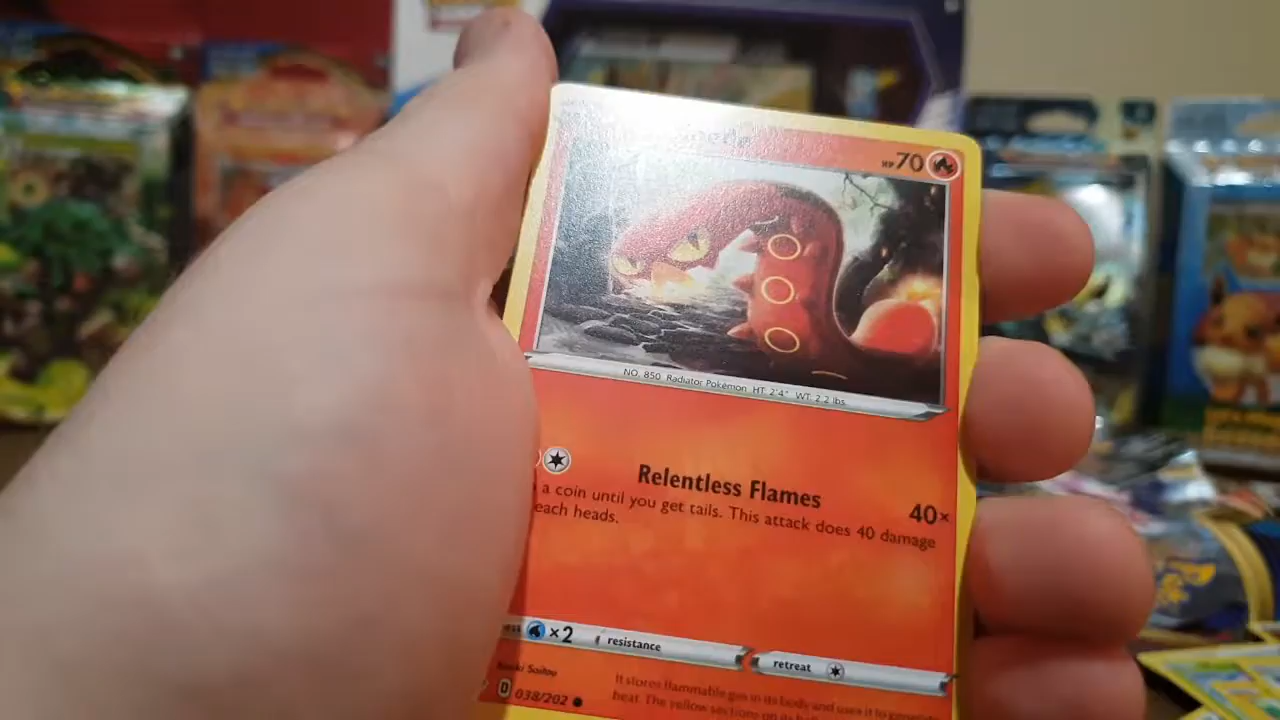 HP70
NO. 850 Radiator Pokémon HT. 2'4" WT. 2.2 lbs.
Relentless Flames 40×
a coin until you get tails. This attack does 40 damage
each heads.
×2 resistance retreat
Saitou
D 038/202
It stores flammable gas in its body and uses it to generate
heat. The yellow sections on its